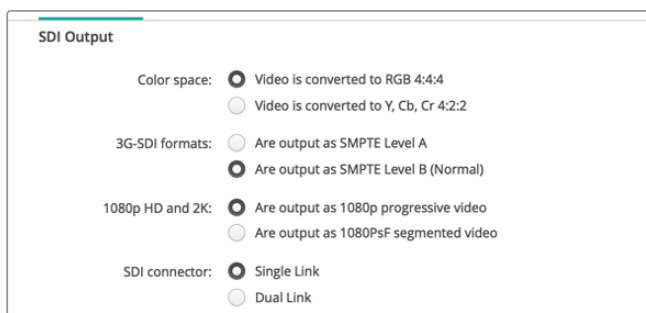 SDI Output
Color space: Video is converted to RGB 4:4:4
Video is converted to Y, Cb, Cr 4:2:2
3G-SDI formats: Are output as SMPTE Level A
Are output as SMPTE Level B (Normal)
1080p HD and 2K: Are output as 1080p progressive video
Are output as 1080PsF segmented video
SDI connector: Single Link
Dual Link